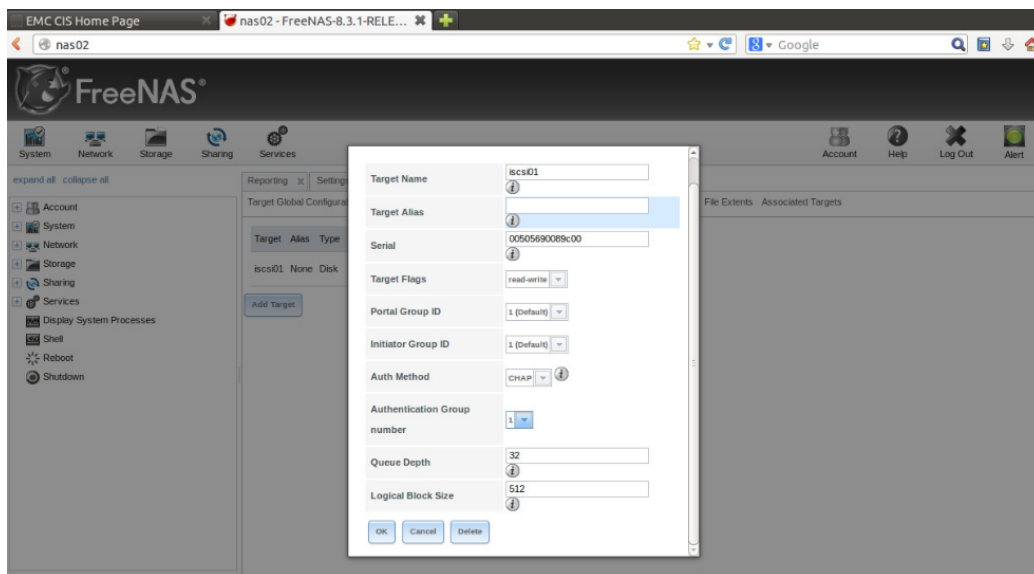 EMC CIS Home Page
nas02 - FreeNAS-8.3.1-RELE...
nas02
Google
FreeNAS®
System
Network
Storage
Sharing
Services
Account
Help
Log Out
Alert
expand all collapse all
Account
System
Network
Storage
Sharing
Services
Display System Processes
Shell
Reboot
Shutdown
Reporting x Settings
Target Global Configurat
File Extents Associated Targets
Target Alias Type
iscsi01 None Disk
Add Target
Target Name iscsi01
Target Alias
Serial 00505690089c00
Target Flags read-write
Portal Group ID 1 (Default)
Initiator Group ID 1 (Default)
Auth Method CHAP
Authentication Group
number 1
Queue Depth 32
Logical Block Size 512
OK Cancel Delete